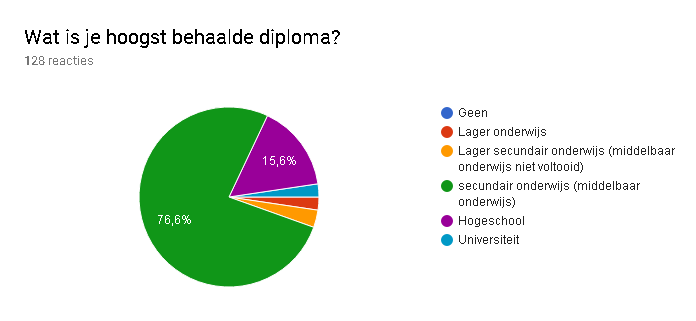 Wat is je hoogst behaalde diploma?
128 reacties
15,6%
76,6%
Geen
Lager onderwijs
Lager secundair onderwijs (middelbaar
onderwijs niet voltooid)
secundair onderwijs (middelbaar
onderwijs)
Hogeschool
Universiteit